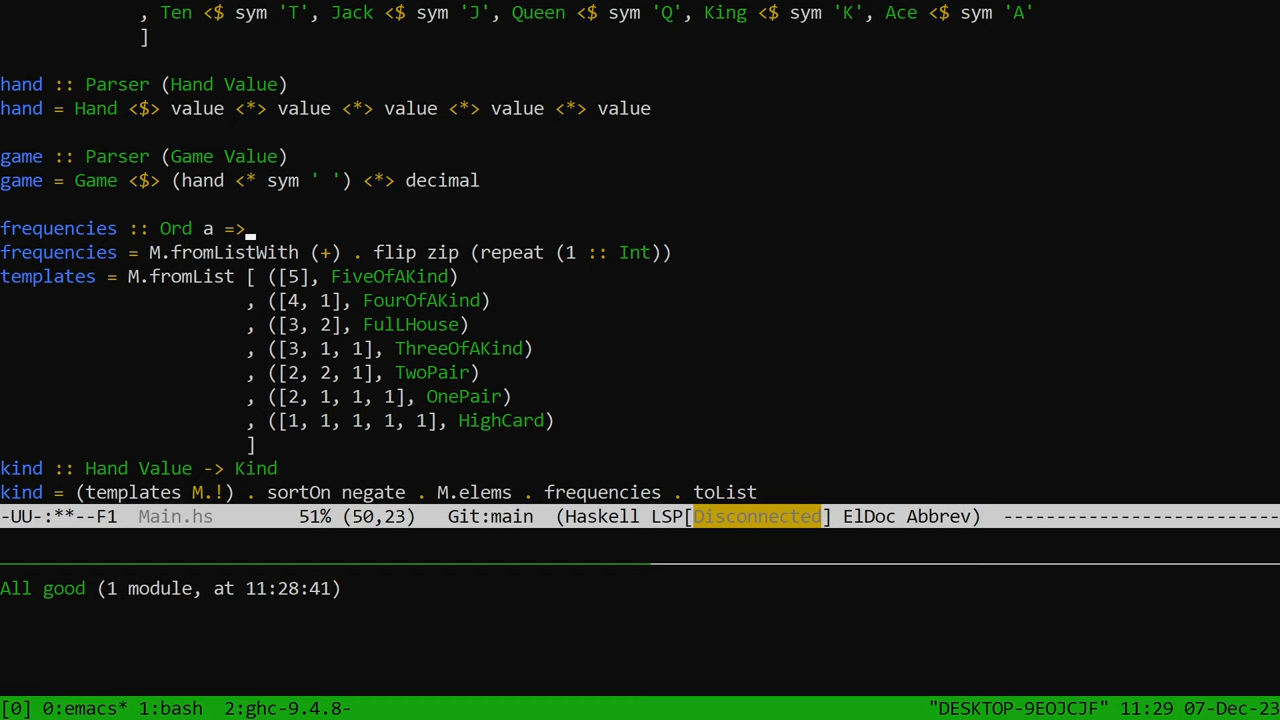 , Ten <$ sym 'T', Jack <$ sym 'J', Queen <$ sym 'Q', King <$ sym 'K', Ace <$ sym 'A'
]
hand :: Parser (Hand Value)
hand = Hand <$> value <*> value <*> value <*> value <*> value
game :: Parser (Game Value)
game = Game <$> (hand <* sym ' ') <*> decimal
frequencies :: Ord a =>
frequencies = M.fromListWith (+) . flip zip (repeat (1 :: Int))
templates = M.fromList [ ([5], FiveOfAKind)
, ([4, 1], FourOfAKind)
, ([3, 2], FulLHouse)
, ([3, 1, 1], ThreeOfAKind)
, ([2, 2, 1], TwoPair)
, ([2, 1, 1, 1], OnePair)
, ([1, 1, 1, 1, 1], HighCard)
]
kind :: Hand Value -> Kind
kind = (templates M.!) . sortOn negate . M.elems . frequencies . toList
-UU-:**--F1  Main.hs        51% (50,23)   Git:main  (Haskell LSP[Disconnected] ElDoc Abbrev) ----------------------------
All good (1 module, at 11:28:41)
[0] 0:emacs* 1:bash  2:ghc-9.4.8- "DESKTOP-9EOJCJF" 11:29 07-Dec-23